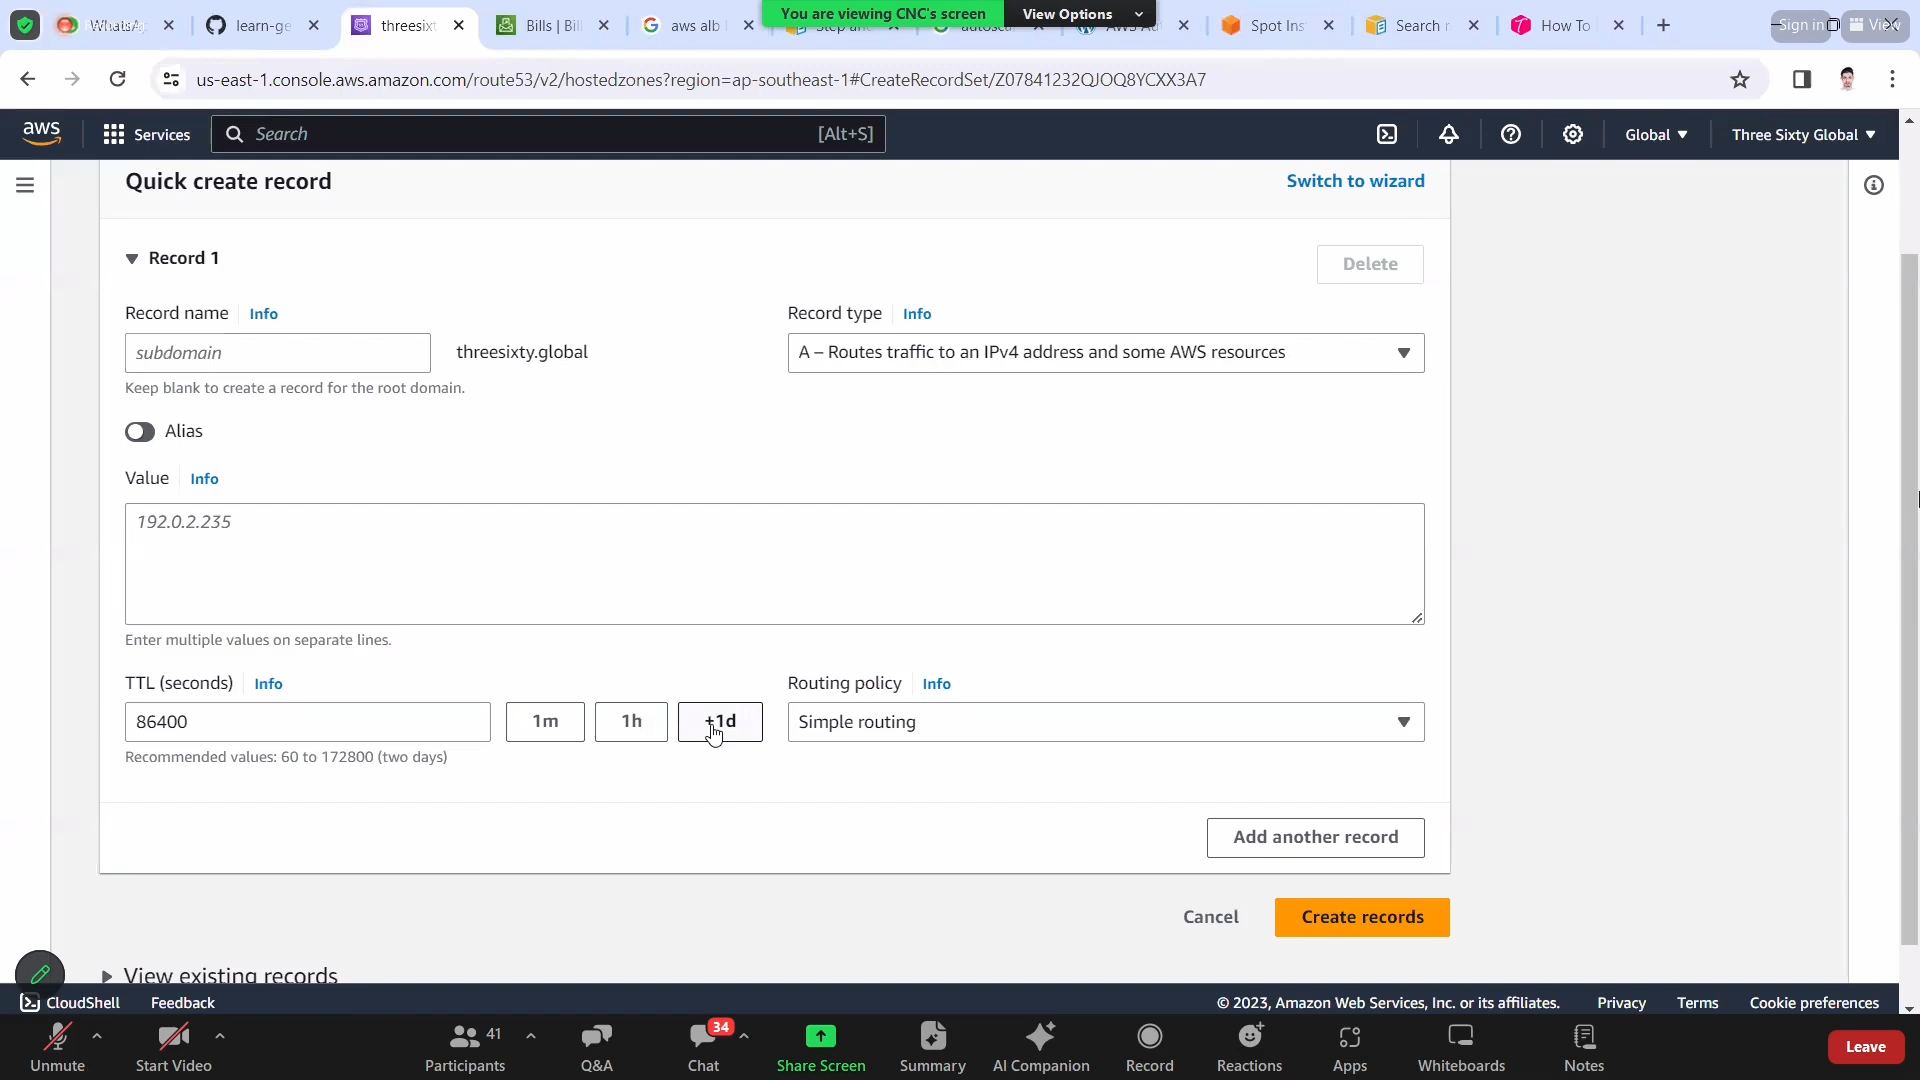 WhatsA
learn-ge
threesixt
Bills | Bil
aws alb l
You are viewing CNC's screen
View Options
Spot Ins
Search r
How To
Sign in
View
us-east-1.console.aws.amazon.com/route53/v2/hostedzones?region=ap-southeast-1#CreateRecordSet/Z07841232QJOQ8YCXX3A7
aws
Services
Search
[Alt+S]
Global
Three Sixty Global
Quick create record
Switch to wizard
Record 1
Delete
Record name
Info
Record type
Info
subdomain
threesixty.global
A – Routes traffic to an IPv4 address and some AWS resources
Keep blank to create a record for the root domain.
Alias
Value
Info
192.0.2.235
Enter multiple values on separate lines.
TTL (seconds)
Info
Routing policy
Info
86400
1m
1h
+1d
Simple routing
Recommended values: 60 to 172800 (two days)
Add another record
Cancel
Create records
View existing records
CloudShell
Feedback
© 2023, Amazon Web Services, Inc. or its affiliates.
Privacy
Terms
Cookie preferences
41
34
Unmute
Start Video
Participants
Q&A
Chat
Share Screen
Summary
AI Companion
Record
Reactions
Apps
Whiteboards
Notes
Leave